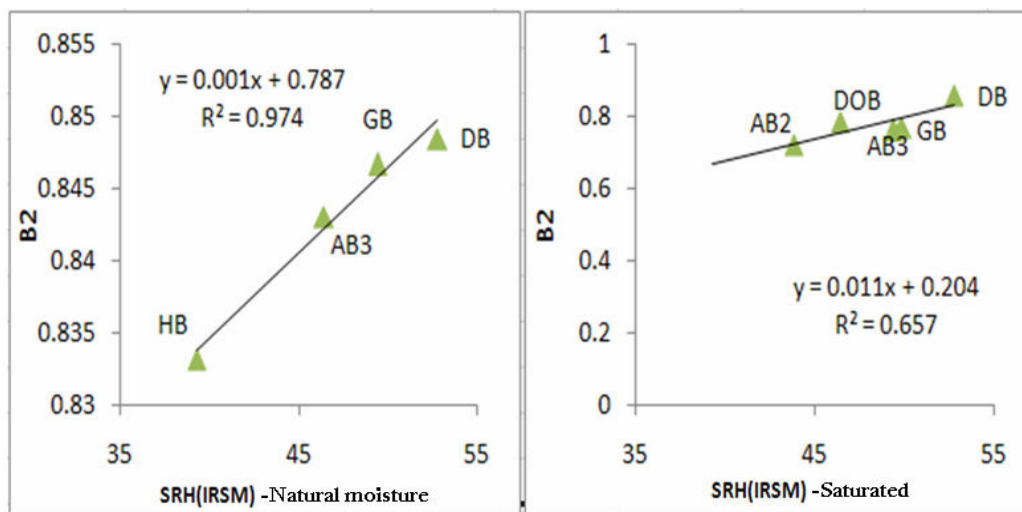 0.855
0.85
0.845
0.84
0.835
0.83
B2
y = 0.001x + 0.787
R² = 0.974
GB
DB
AB3
HB
35
45
55
SRH(IRSM) -Natural moisture
1
0.8
0.6
0.4
0.2
0
B2
DB
DOB
AB2
AB3
GB
y = 0.011x + 0.204
R² = 0.657
35
45
55
SRH(IRSM) -Saturated